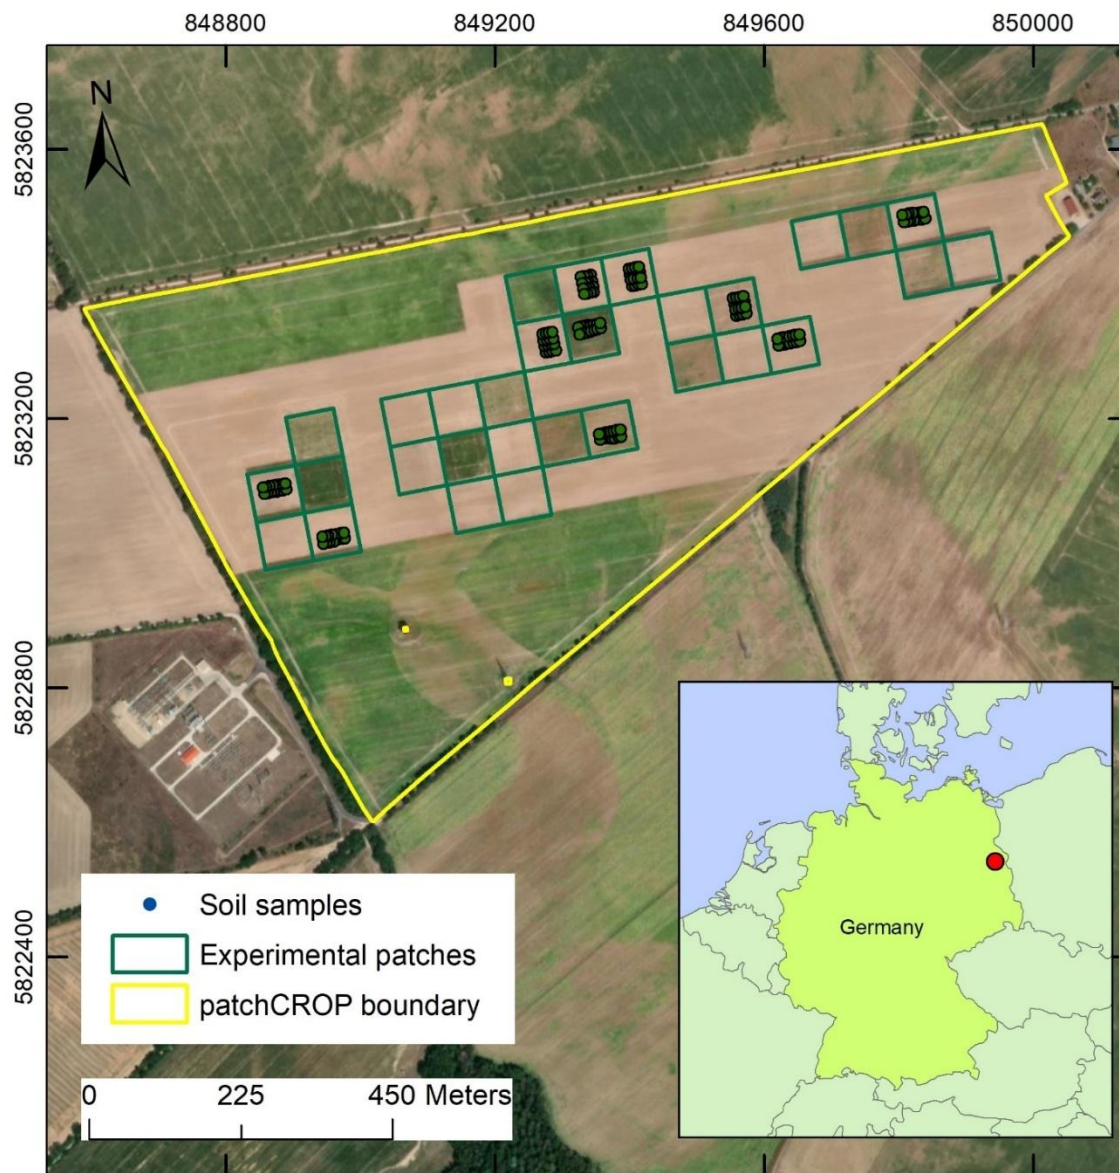 848800 849200 849600 850000
N
5823600
5823200
5822800
5822400
Soil samples
Experimental patches
patchCROP boundary
0 225 450 Meters
Germany